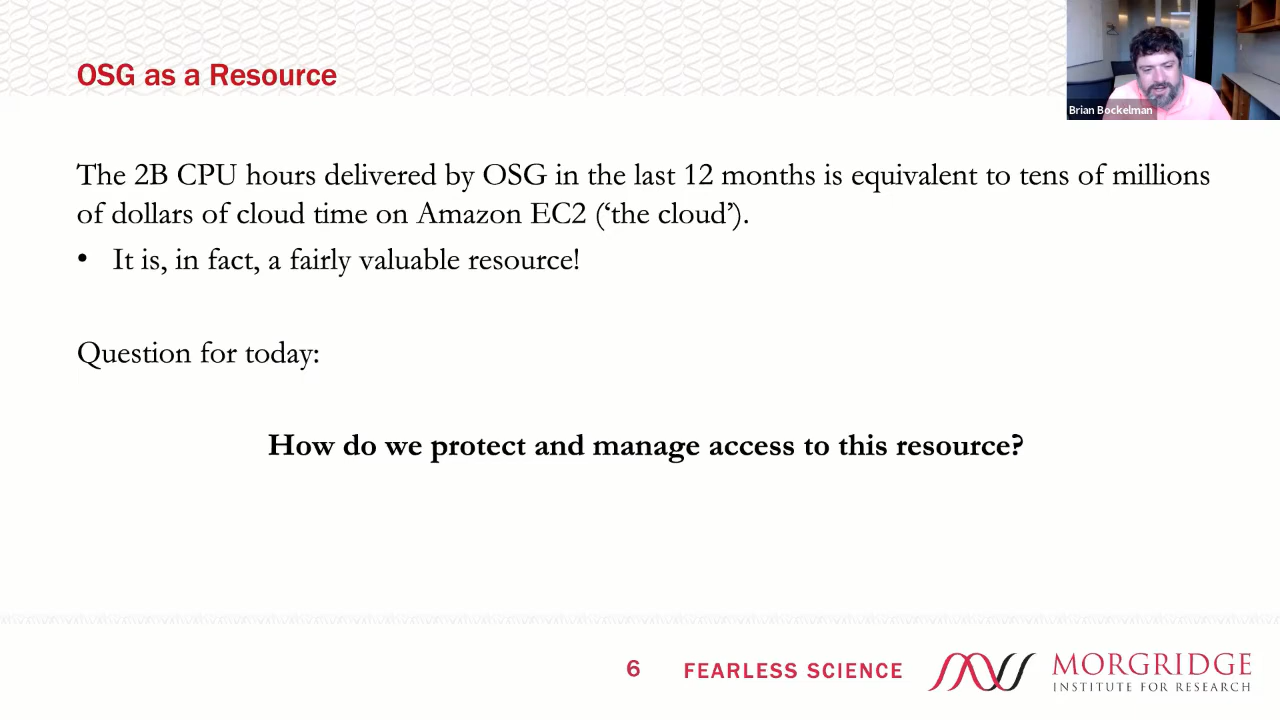 OSG as a Resource
Brian Bockelman
The 2B CPU hours delivered by OSG in the last 12 months is equivalent to tens of millions
of dollars of cloud time on Amazon EC2 (‘the cloud’).
• It is, in fact, a fairly valuable resource!
Question for today:
How do we protect and manage access to this resource?
6
FEARLESS SCIENCE
MORGRIDGE
INSTITUTE FOR RESEARCH